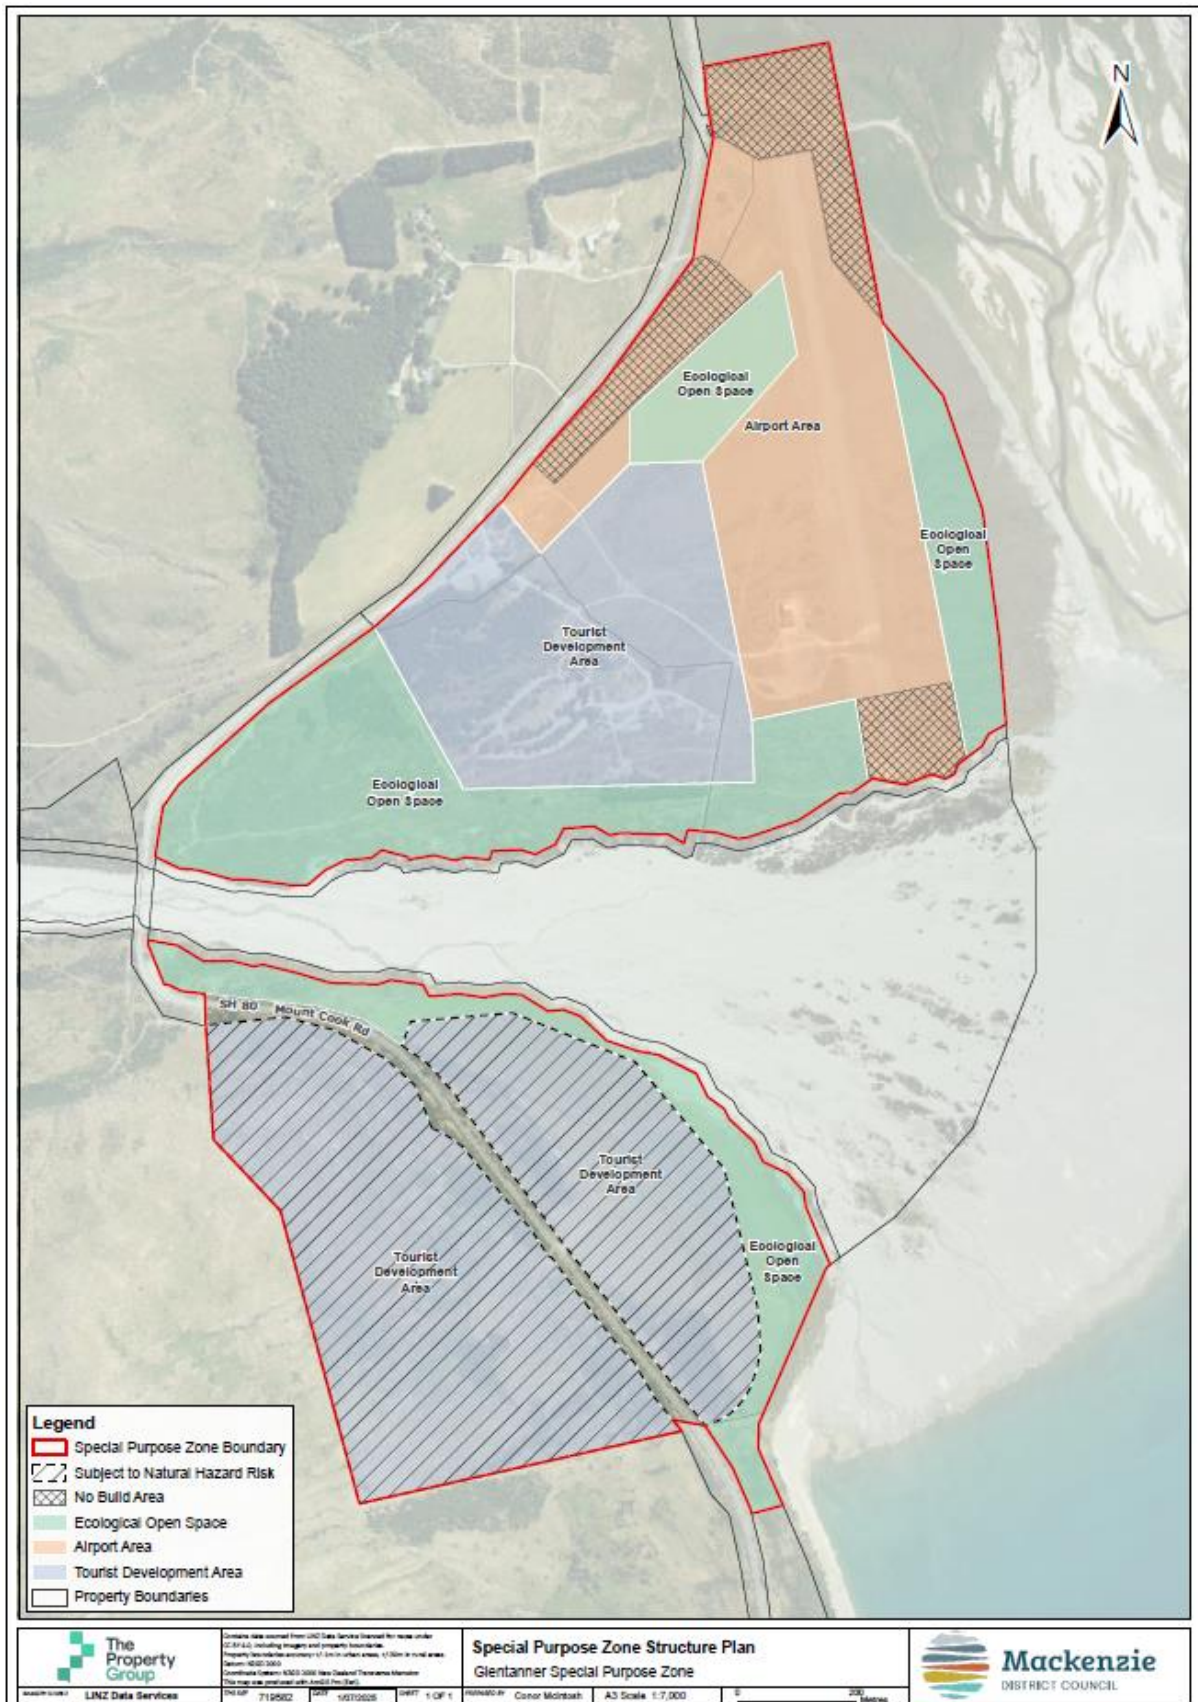 N
Ecological
Open Space
Airport Area
Ecological
Open
Space
Tourist
Development
Area
Ecological
Open Space
SH 80 Mount Cook Rd
Tourist
Development
Area
Ecological
Open
Space
Tourist
Development
Area
Legend
Special Purpose Zone Boundary
Subject to Natural Hazard Risk
No Build Area
Ecological Open Space
Airport Area
Tourist Development Area
Property Boundaries
The
Property
Group
LINZ Data Services
SHEET 1 OF 1
Special Purpose Zone Structure Plan
Glentanner Special Purpose Zone
Conor McIntosh
A3 Scale 1:7,000
0 200
Metres
Mackenzie
DISTRICT COUNCIL